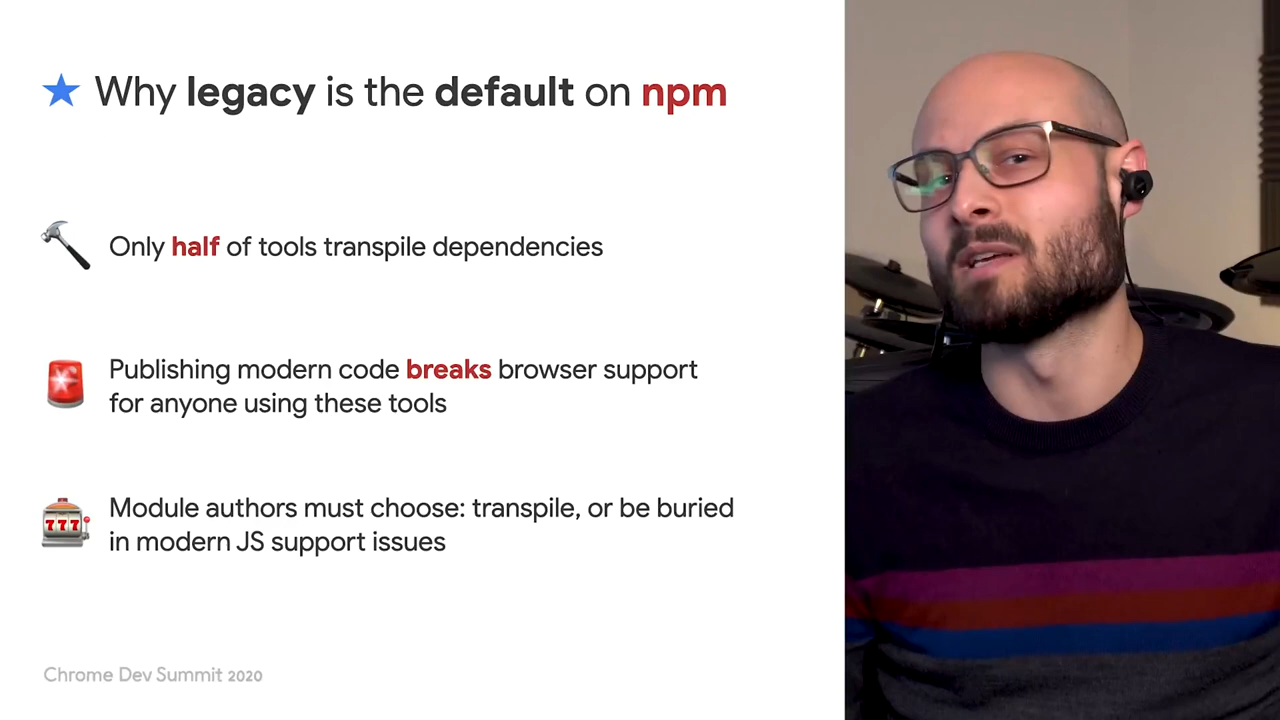 Why legacy is the default on npm
Only half of tools transpile dependencies
Publishing modern code breaks browser support
for anyone using these tools
777
Module authors must choose: transpile, or be buried
in modern JS support issues
Chrome Dev Summit 2020